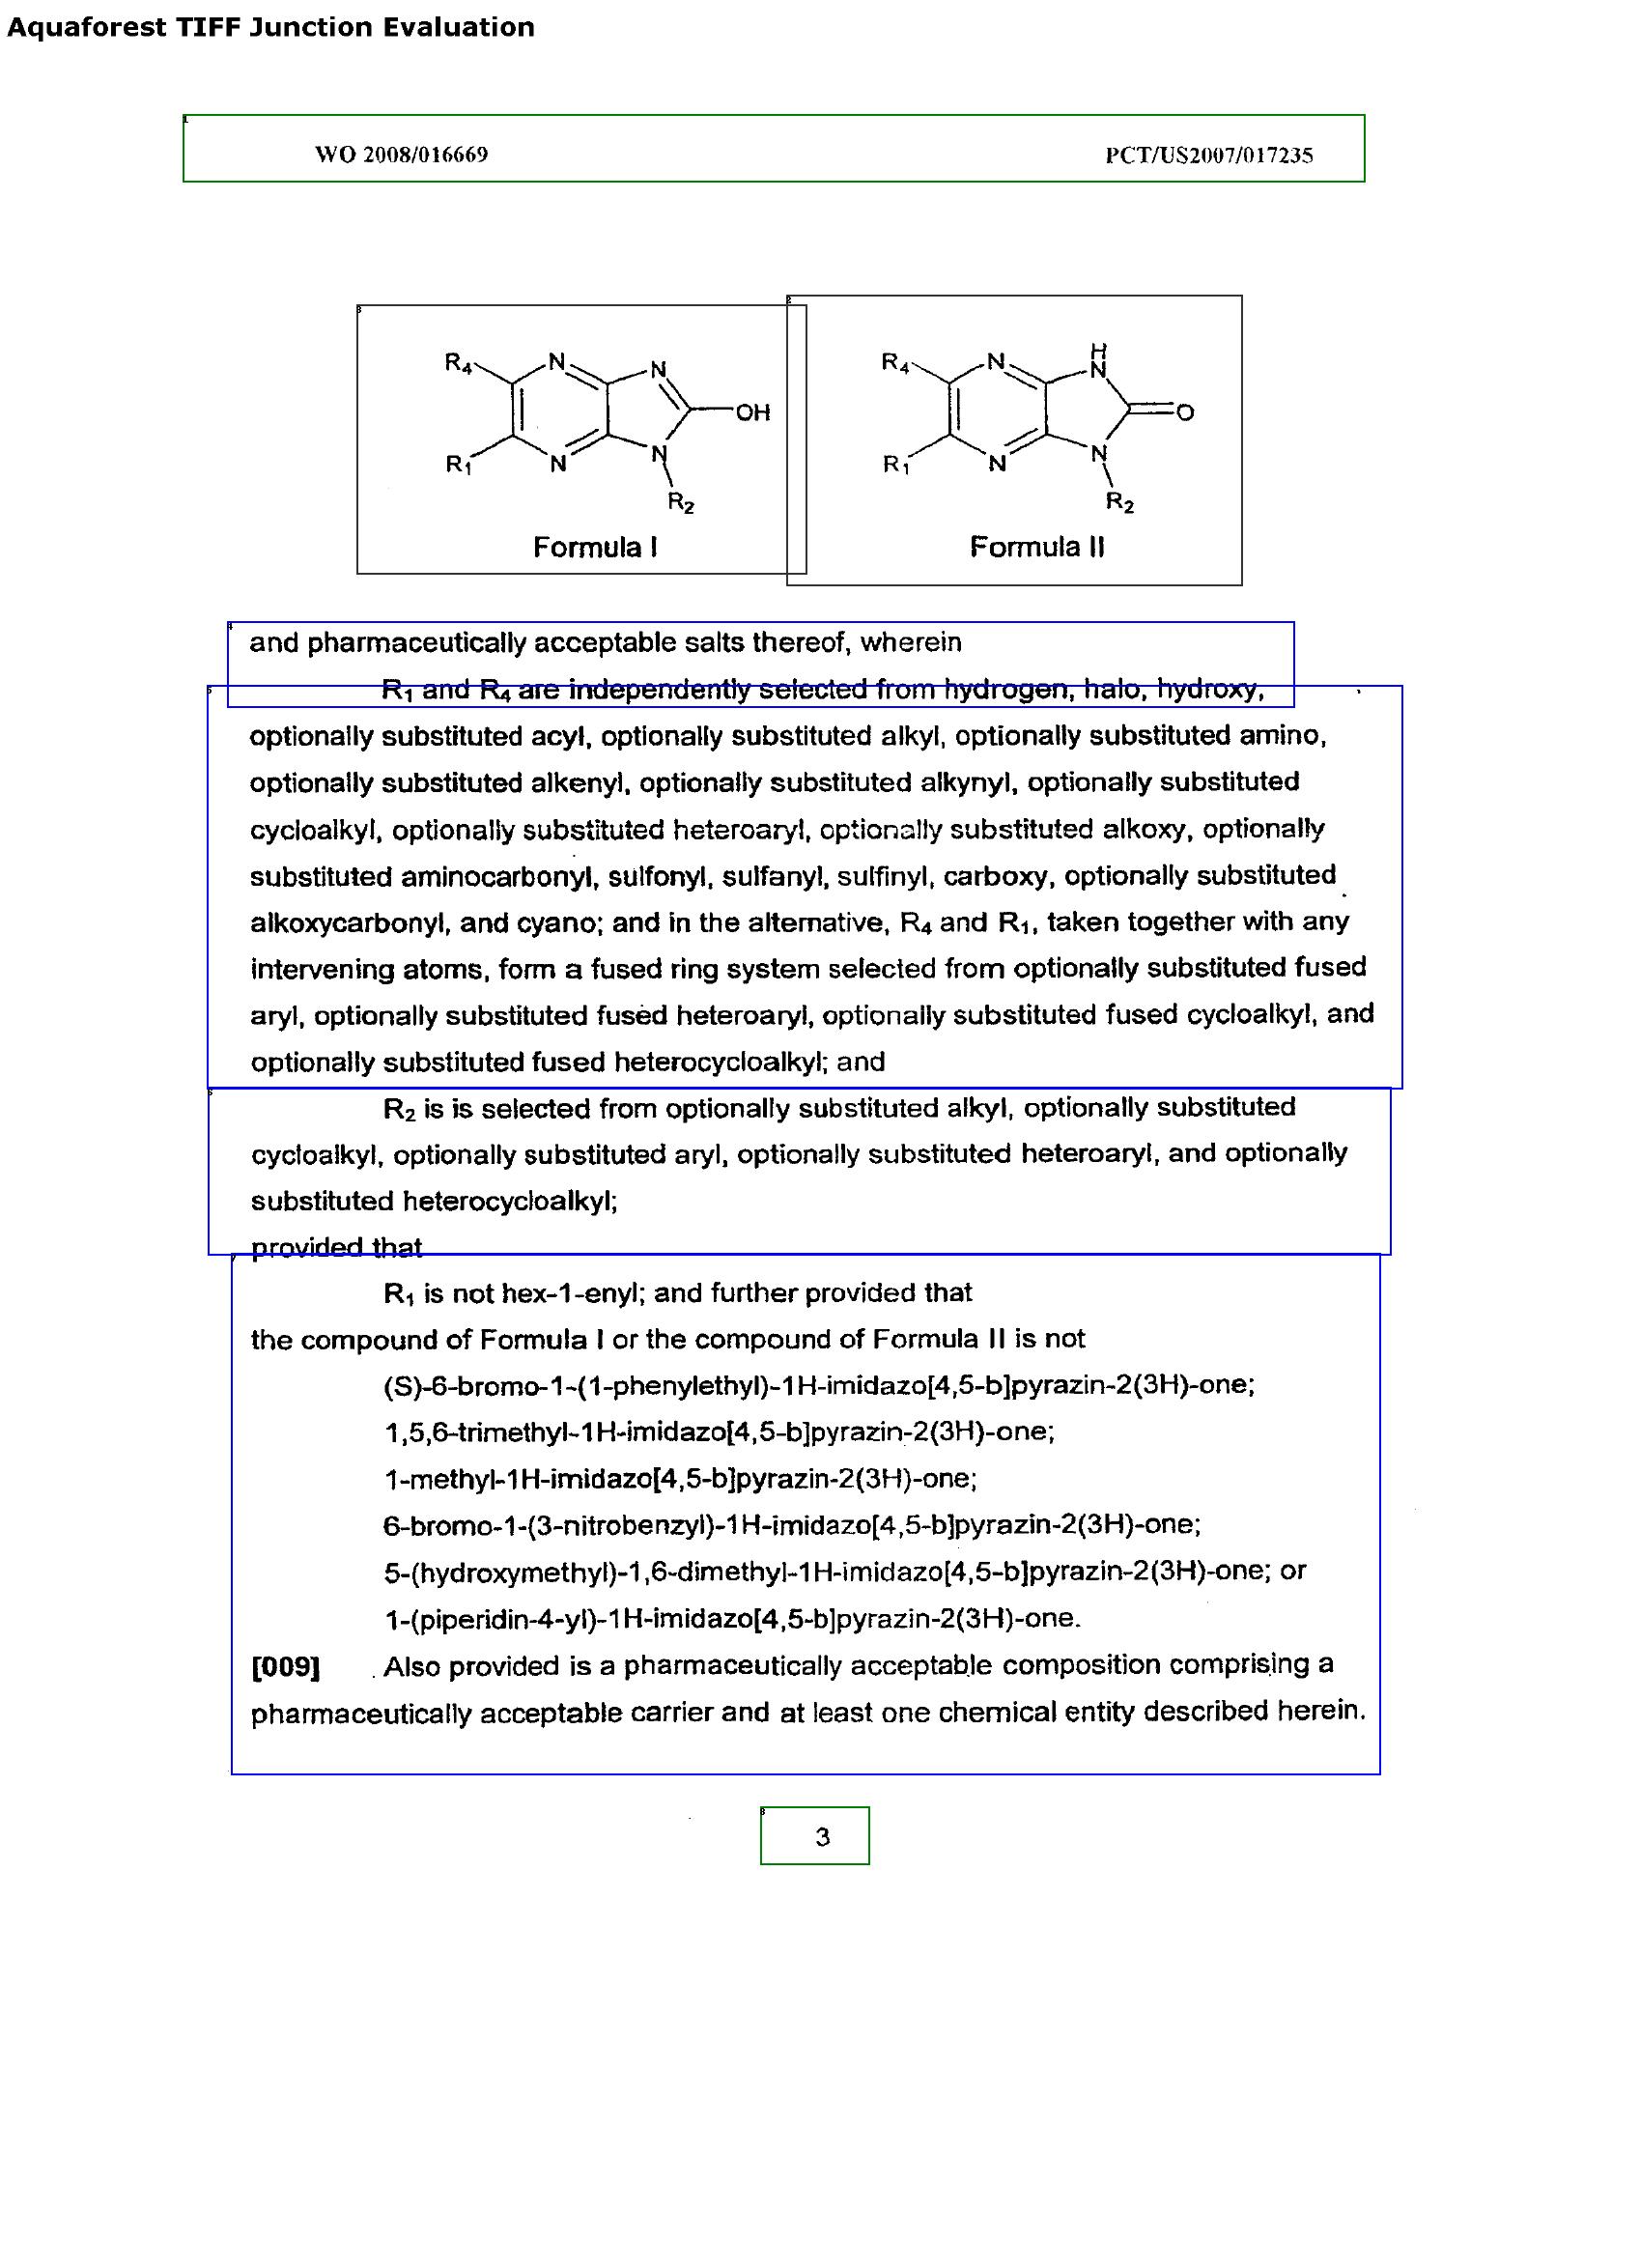 Aquaforest TIFF Junction Evaluation
WO 2008/016669 PCT/US2007/017235
R4 N N OH R1 N N R2
Formula I
R4 N H N O R1 N N R2
Formula II
and pharmaceutically acceptable salts thereof, wherein
R1 and R4 are independently selected from hydrogen, halo, hydroxy,
optionally substituted acyl, optionally substituted alkyl, optionally substituted amino,
optionally substituted alkenyl, optionally substituted alkynyl, optionally substituted
cycloalkyl, optionally substituted heteroaryl, optionally substituted alkoxy, optionally
substituted aminocarbonyl, sulfonyl, sulfanyl, sulfinyl, carboxy, optionally substituted
alkoxycarbonyl, and cyano; and in the alternative, R4 and R1, taken together with any
intervening atoms, form a fused ring system selected from optionally substituted fused
aryl, optionally substituted fused heteroaryl, optionally substituted fused cycloalkyl, and
optionally substituted fused heterocycloalkyl; and
R2 is is selected from optionally substituted alkyl, optionally substituted
cycloalkyl, optionally substituted aryl, optionally substituted heteroaryl, and optionally
substituted heterocycloalkyl;
provided that
R1 is not hex-1-enyl; and further provided that
the compound of Formula I or the compound of Formula II is not
(S)-6-bromo-1-(1-phenylethyl)-1H-imidazo[4,5-b]pyrazin-2(3H)-one;
1,5,6-trimethyl-1H-imidazo[4,5-b]pyrazin-2(3H)-one;
1-methyl-1H-imidazo[4,5-b]pyrazin-2(3H)-one;
6-bromo-1-(3-nitrobenzyl)-1H-imidazo[4,5-b]pyrazin-2(3H)-one;
5-(hydroxymethyl)-1,6-dimethyl-1H-imidazo[4,5-b]pyrazin-2(3H)-one; or
1-(piperidin-4-yl)-1H-imidazo[4,5-b]pyrazin-2(3H)-one.
[009] Also provided is a pharmaceutically acceptable composition comprising a
pharmaceutically acceptable carrier and at least one chemical entity described herein.
3